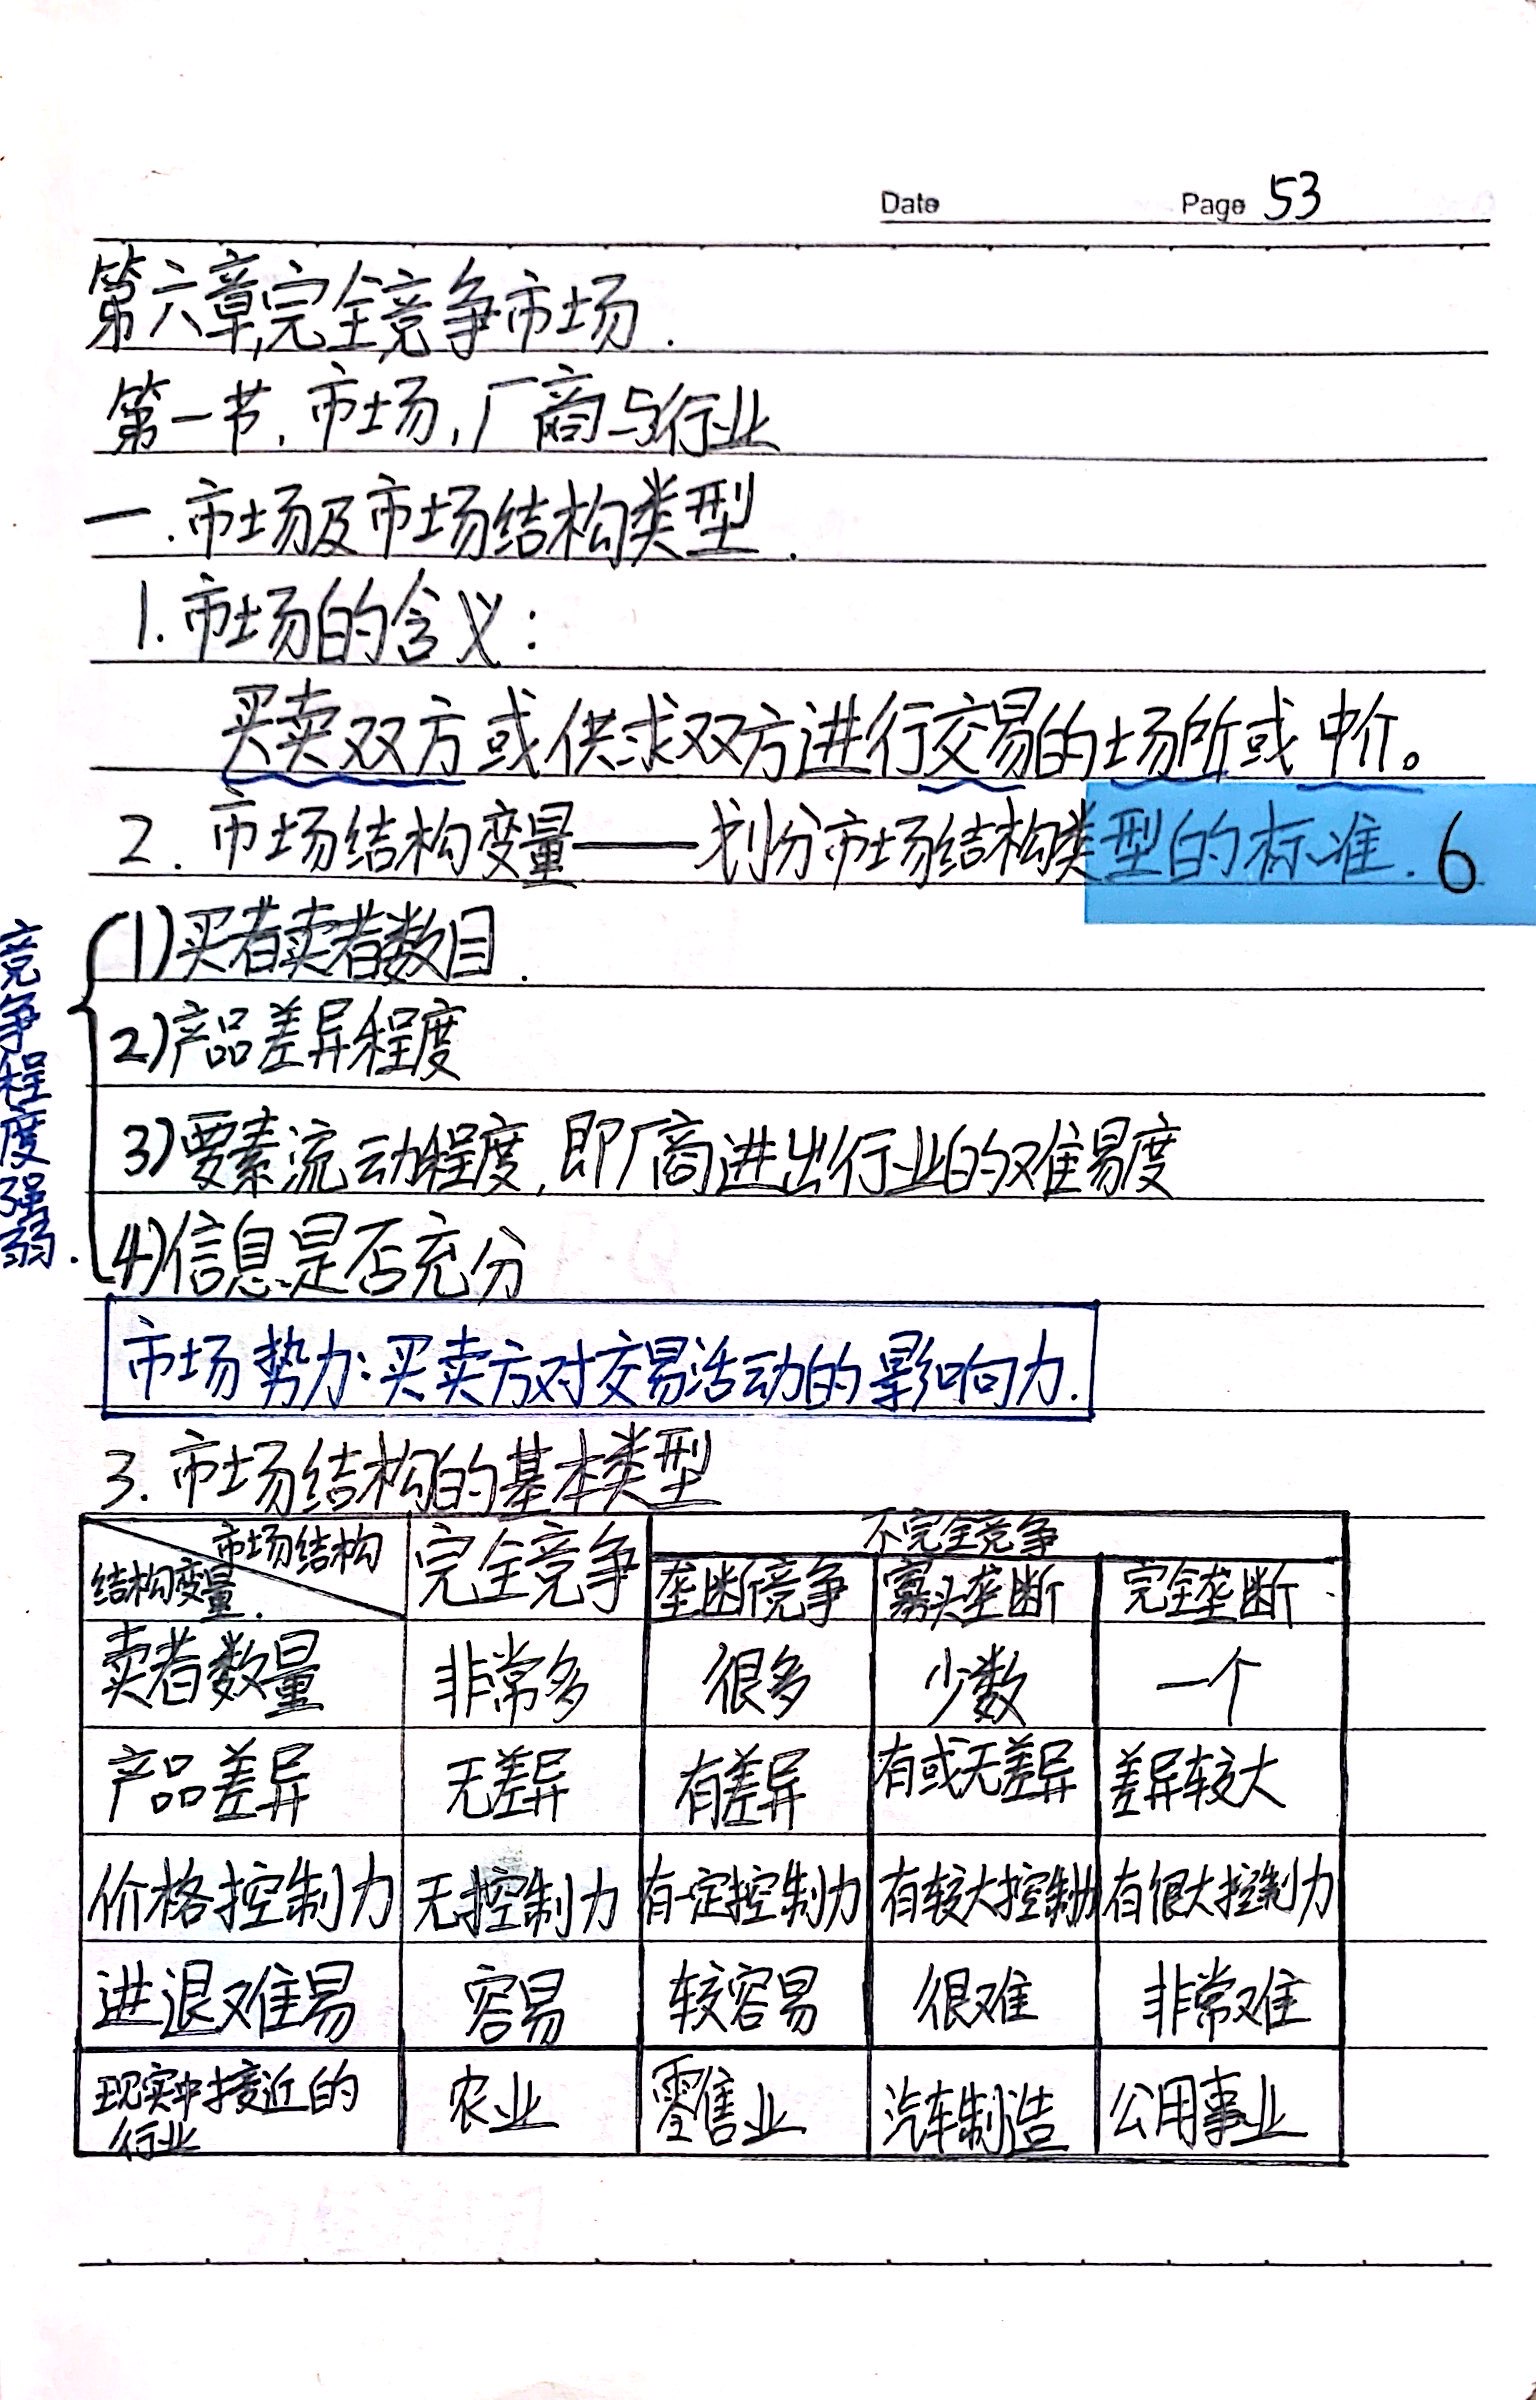 Date Page 53
第六章,完全竞争市场.
第一节.市场,厂商与行业
一.市场及市场结构类型.
1.市场的含义:
买卖双方或供求双方进行交易的场所或中介。
2.市场结构变量——划分市场结构类型的标准. 6
竞争程度强弱.
1)买者卖者数目.
2)产品差异程度
3)要素流动程度,即厂商进出行业的难易度
4)信息是否充分
市场势力:买卖方对交易活动的影响力.
3.市场结构的基本类型
市场结构 完全竞争 不完全竞争
结构变量. 垄断竞争 寡头垄断 完全垄断
卖者数量 非常多 很多 少数 一个
产品差异 无差异 有差异 有或无差异 差异较大
价格控制力 无控制力 有一定控制力 有较大控制力 有很大控制力
进退难易 容易 较容易 很难 非常难
现实中接近的 农业 零售业 汽车制造 公用事业
行业